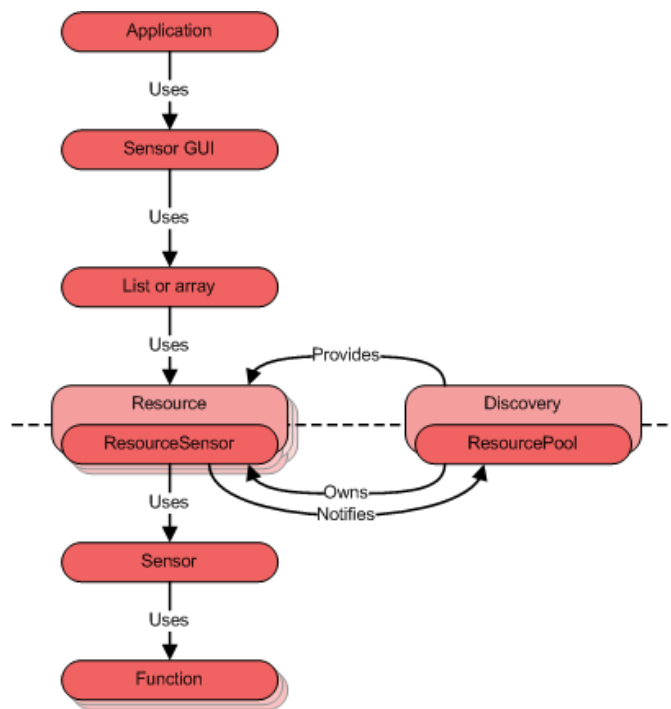 Application
Uses
Sensor GUI
Uses
List or array
Uses
Provides
Resource
Discovery
ResourceSensor
ResourcePool
Owns
Uses
Notifies
Sensor
Uses
Function